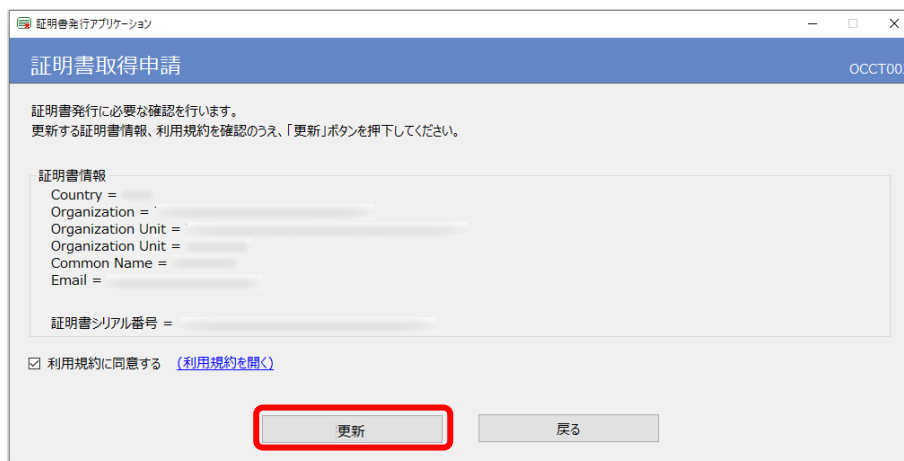 証明書発行アプリケーション
証明書取得申請
OCCT00
証明書発行に必要な確認を行います。
更新する証明書情報、利用規約を確認のうえ、「更新」ボタンを押下してください。
証明書情報
Country =
Organization =
Organization Unit =
Organization Unit =
Common Name =
Email =
証明書シリアル番号 =
利用規約に同意する (利用規約を開く)
更新 戻る